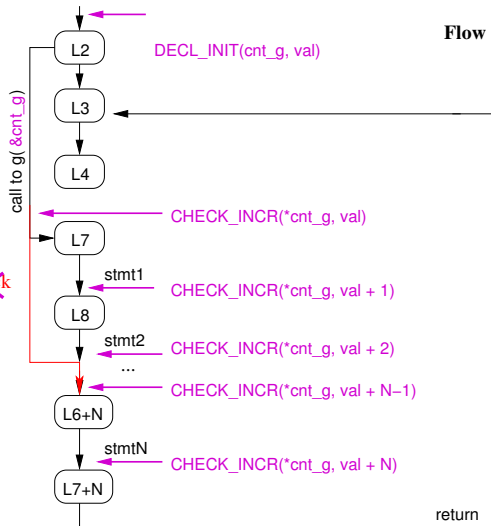 Flow
L2
DECL_INIT(cnt_g, val)
L3
call to g( &cnt_g)
L4
CHECK_INCR(*cnt_g, val)
L7
k
stmt1
CHECK_INCR(*cnt_g, val + 1)
L8
stmt2
CHECK_INCR(*cnt_g, val + 2)
...
CHECK_INCR(*cnt_g, val + N-1)
L6+N
stmtN
CHECK_INCR(*cnt_g, val + N)
L7+N
return